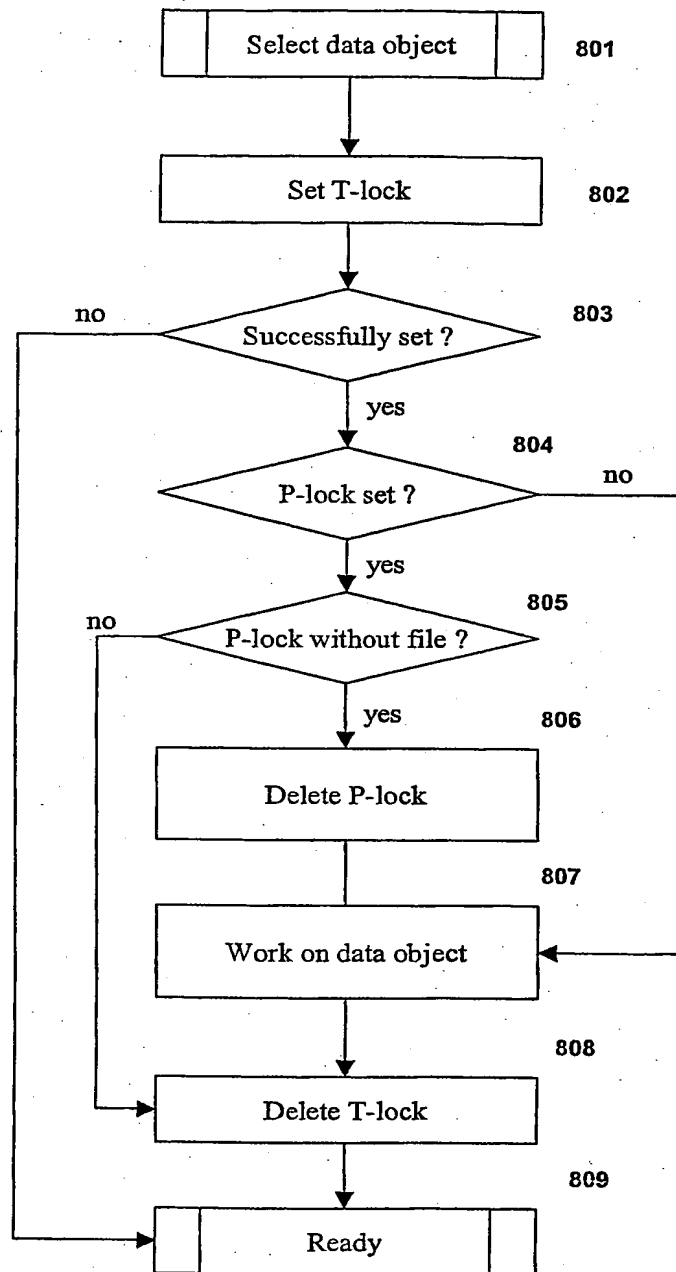 Select data object
801
Set T-lock
802
no
Successfully set ?
803
yes
804
P-lock set ?
no
yes
805
no
P-lock without file ?
yes
806
Delete P-lock
807
Work on data object
808
Delete T-lock
809
Ready